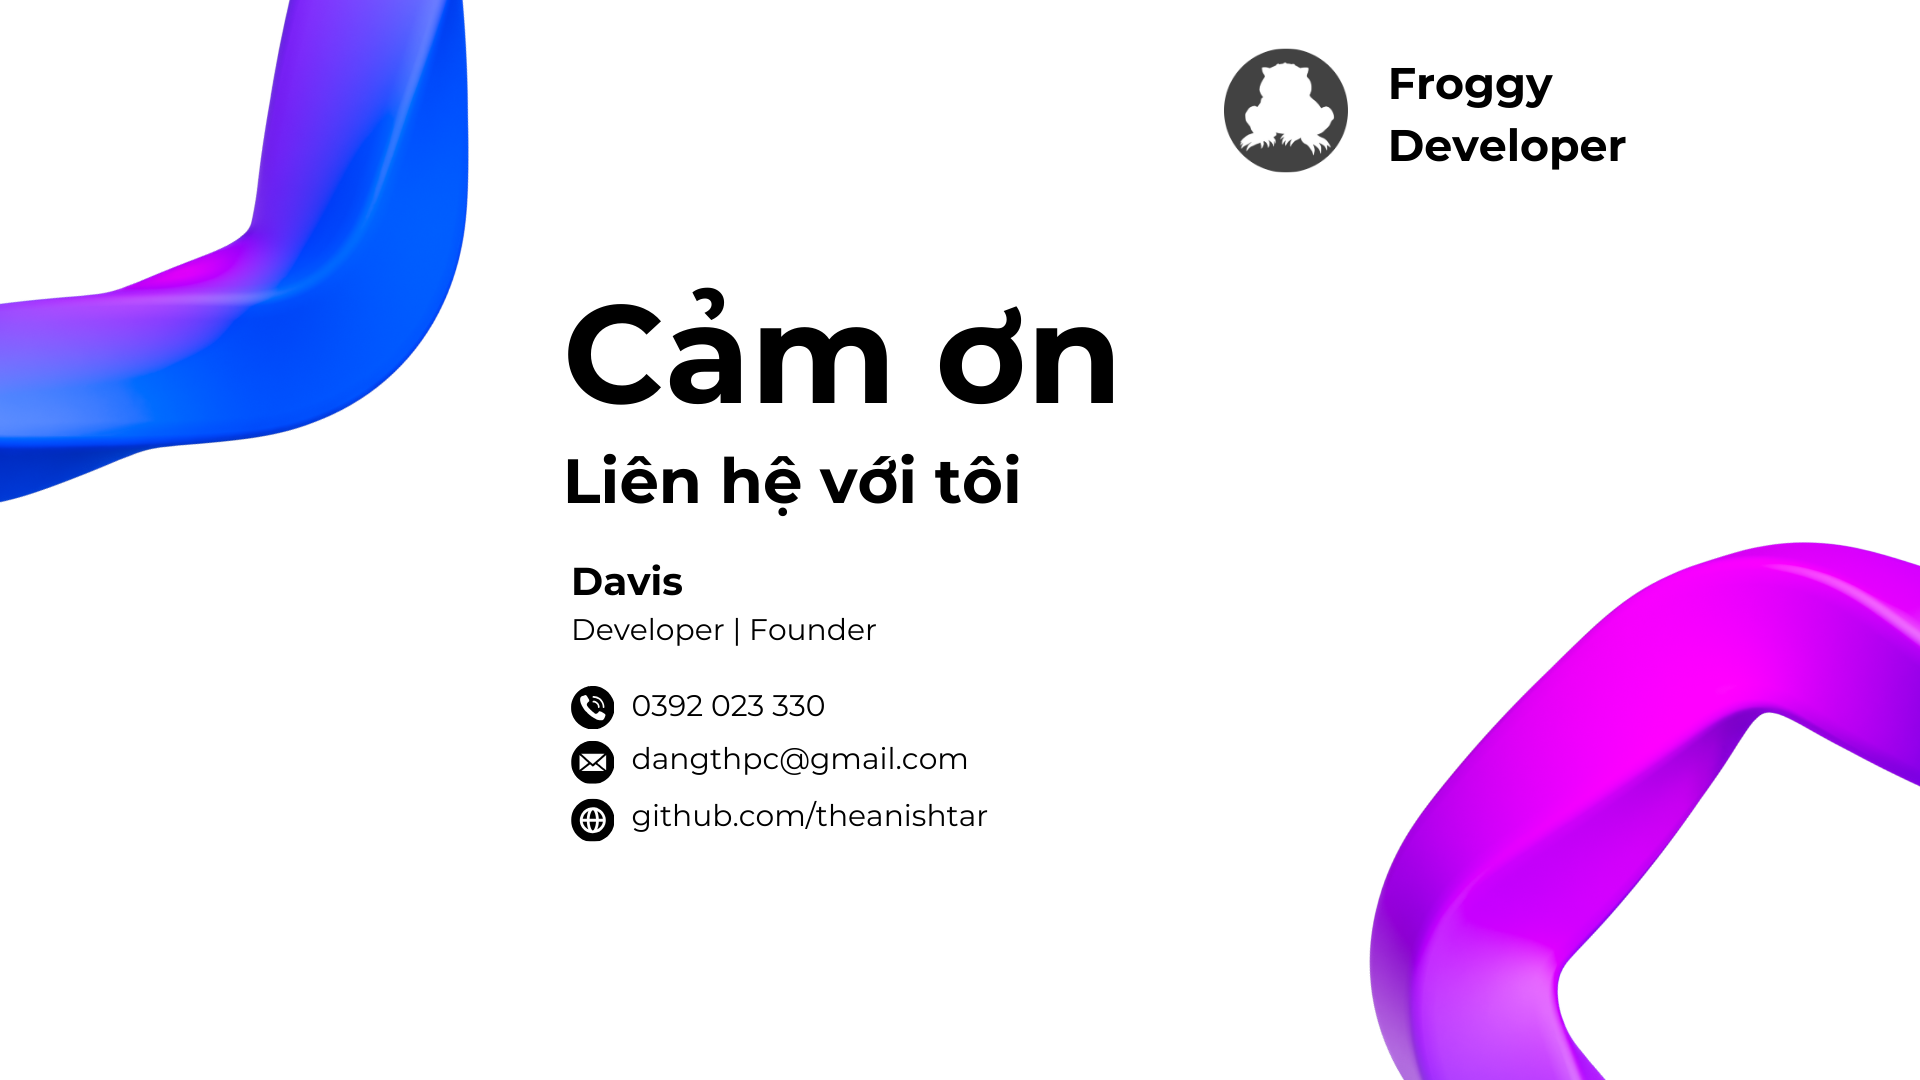 Froggy
Developer
Cảm ơn
Liên hệ với tôi
Davis
Developer | Founder
0392 023 330
dangthpc@gmail.com
github.com/theanishtar